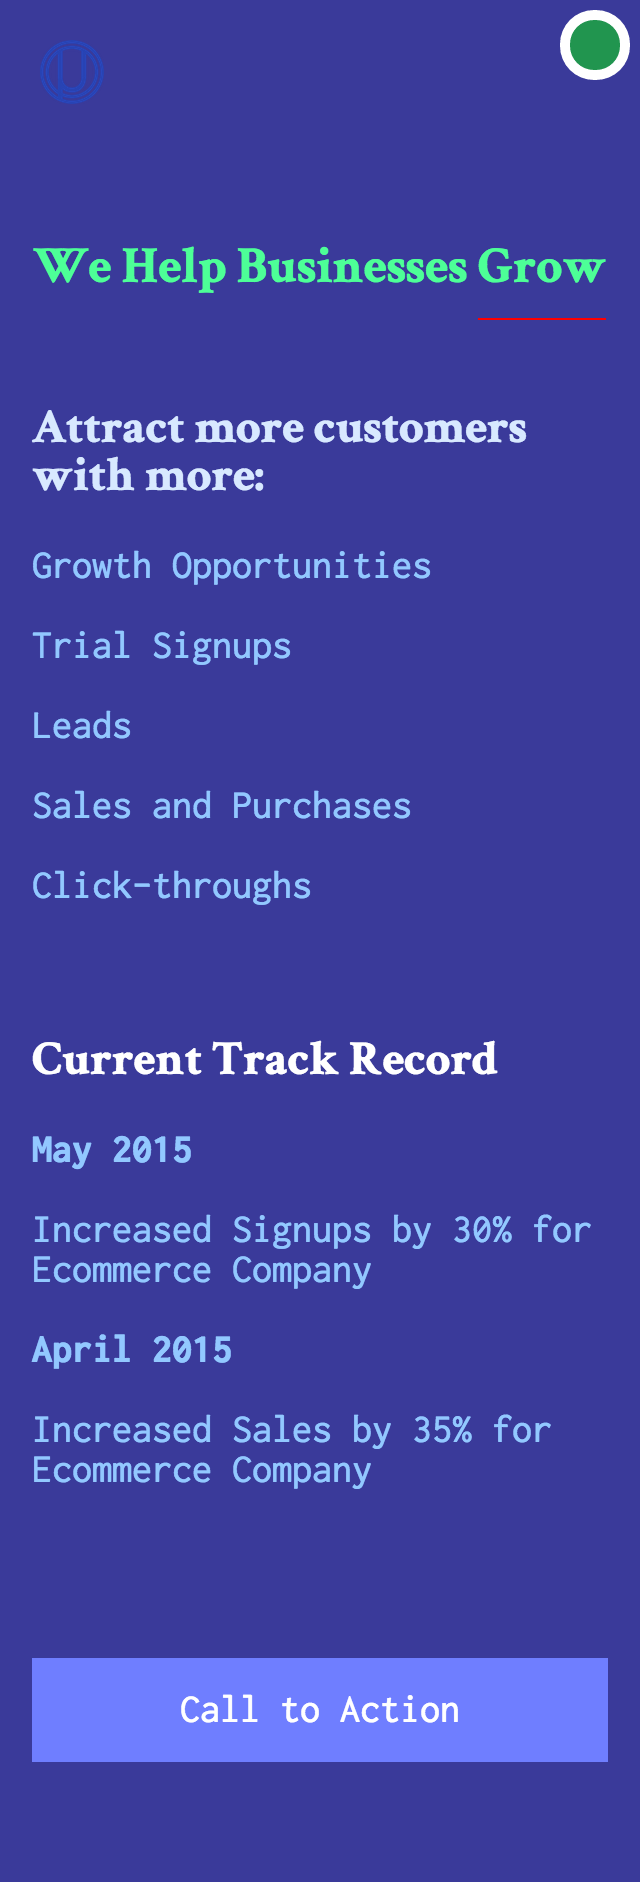 We Help Businesses Grow
Attract more customers
with more:
Growth Opportunities
Trial Signups
Leads
Sales and Purchases
Click-throughs
Current Track Record
May 2015
Increased Signups by 30% for
Ecommerce Company
April 2015
Increased Sales by 35% for
Ecommerce Company
Call to Action